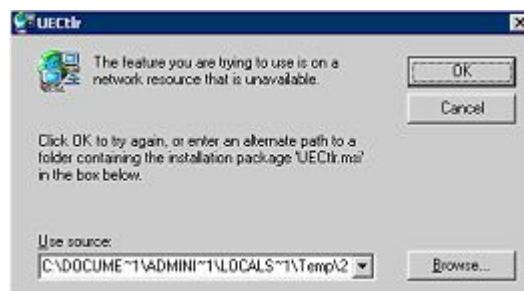 UECtlr
The feature you are trying to use is on a
network resource that is unavailable.
OK
Cancel
Click OK to try again, or enter an alternate path to a
folder containing the installation package 'UECtlr.msi'
in the box below.
Use source:
C:\DOCUME~1\ADMINI~1\LOCALS~1\Temp\2
Browse...